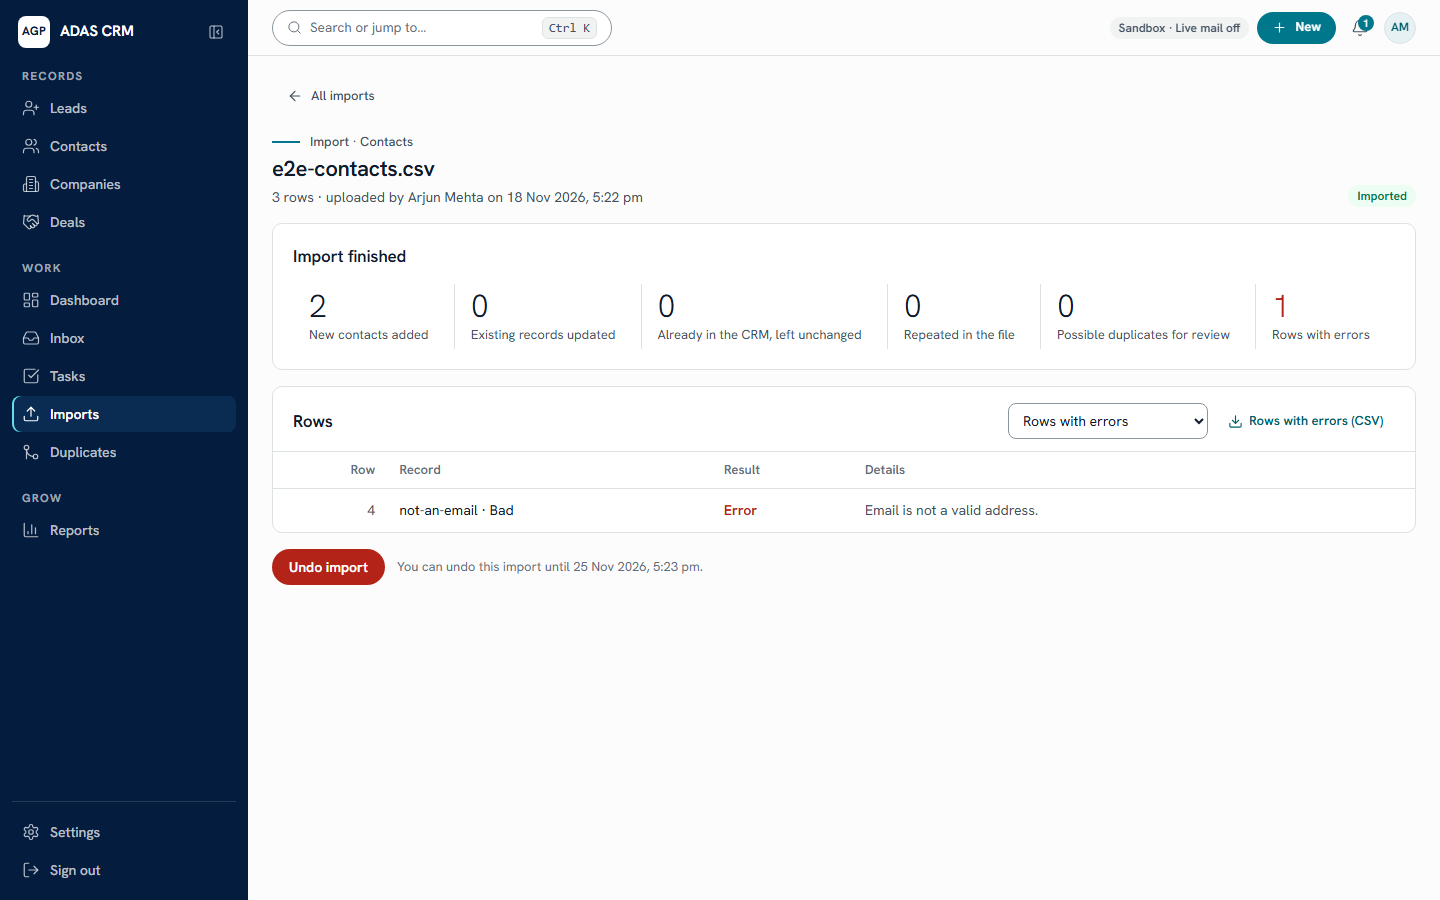 AGP ADAS CRM
RECORDS
Leads
Contacts
Companies
Deals
WORK
Dashboard
Inbox
Tasks
Imports
Duplicates
GROW
Reports
Settings
Sign out
Search or jump to... Ctrl K
Sandbox · Live mail off
New
1
AM
All imports
Import · Contacts
e2e-contacts.csv
3 rows · uploaded by Arjun Mehta on 18 Nov 2026, 5:22 pm
Imported
Import finished
2 0 0 0 0 1
New contacts added Existing records updated Already in the CRM, left unchanged Repeated in the file Possible duplicates for review Rows with errors
Rows Rows with errors Rows with errors (CSV)
Row Record Result Details
4 not-an-email · Bad Error Email is not a valid address.
Undo import You can undo this import until 25 Nov 2026, 5:23 pm.